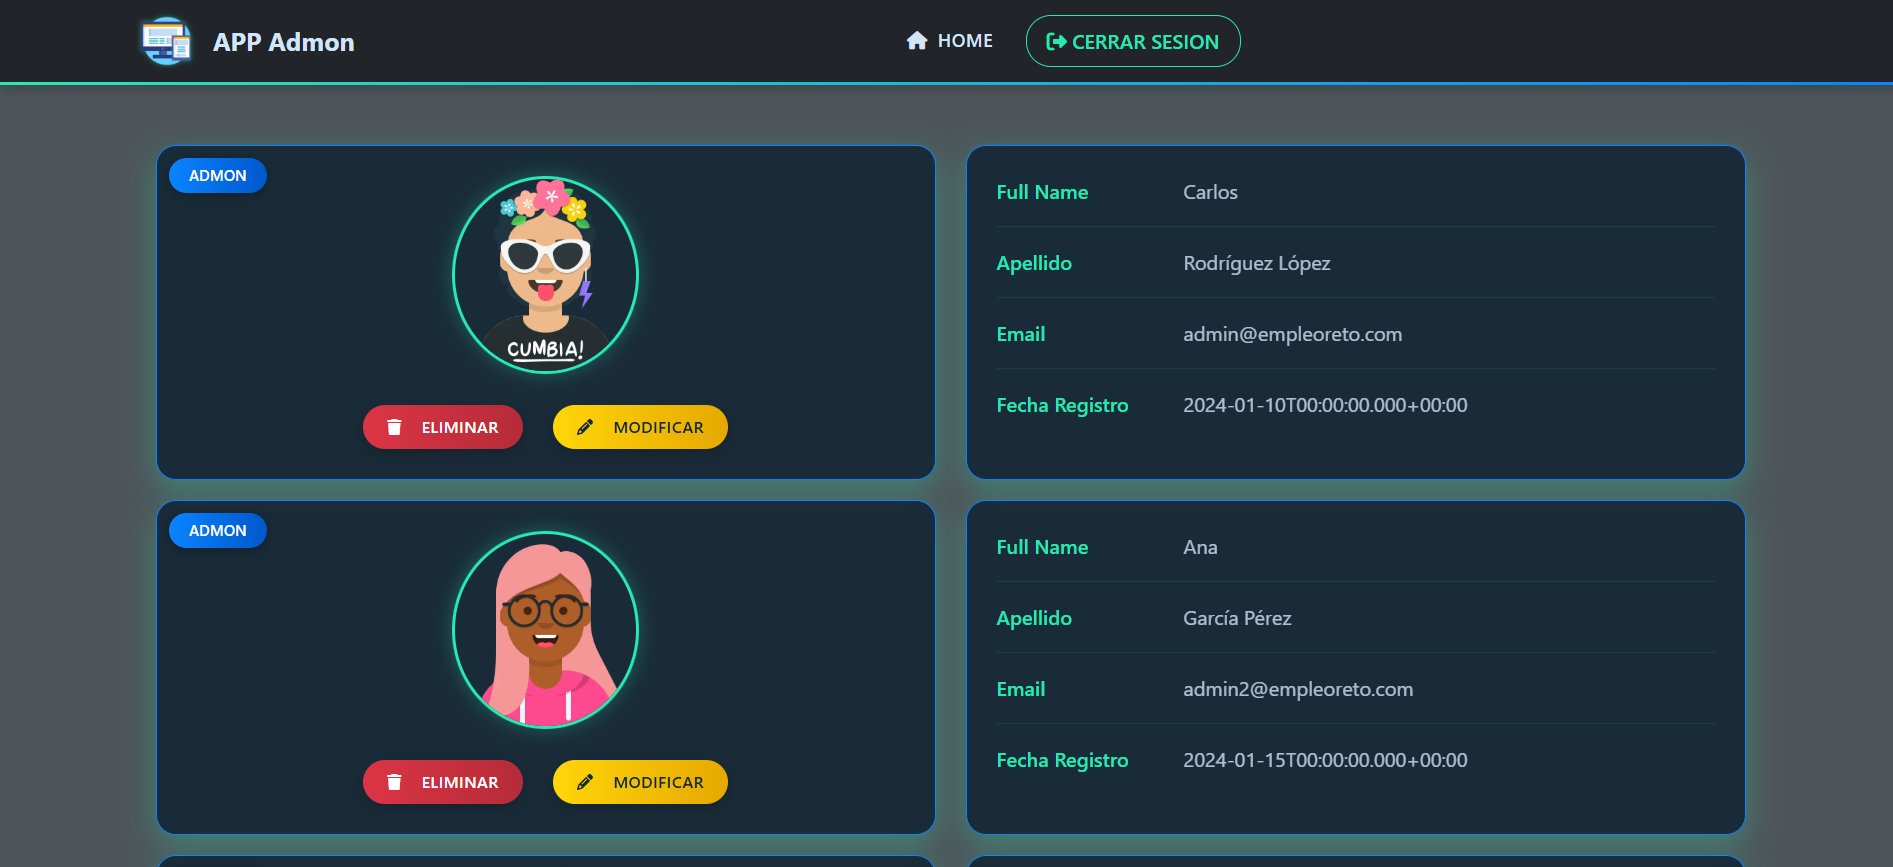 APP Admon
HOME
CERRAR SESION
ADMON
CUMBIA!
ELIMINAR
MODIFICAR
Full Name Carlos
Apellido Rodríguez López
Email admin@empleoreto.com
Fecha Registro 2024-01-10T00:00:00.000+00:00
ADMON
ELIMINAR
MODIFICAR
Full Name Ana
Apellido García Pérez
Email admin2@empleoreto.com
Fecha Registro 2024-01-15T00:00:00.000+00:00